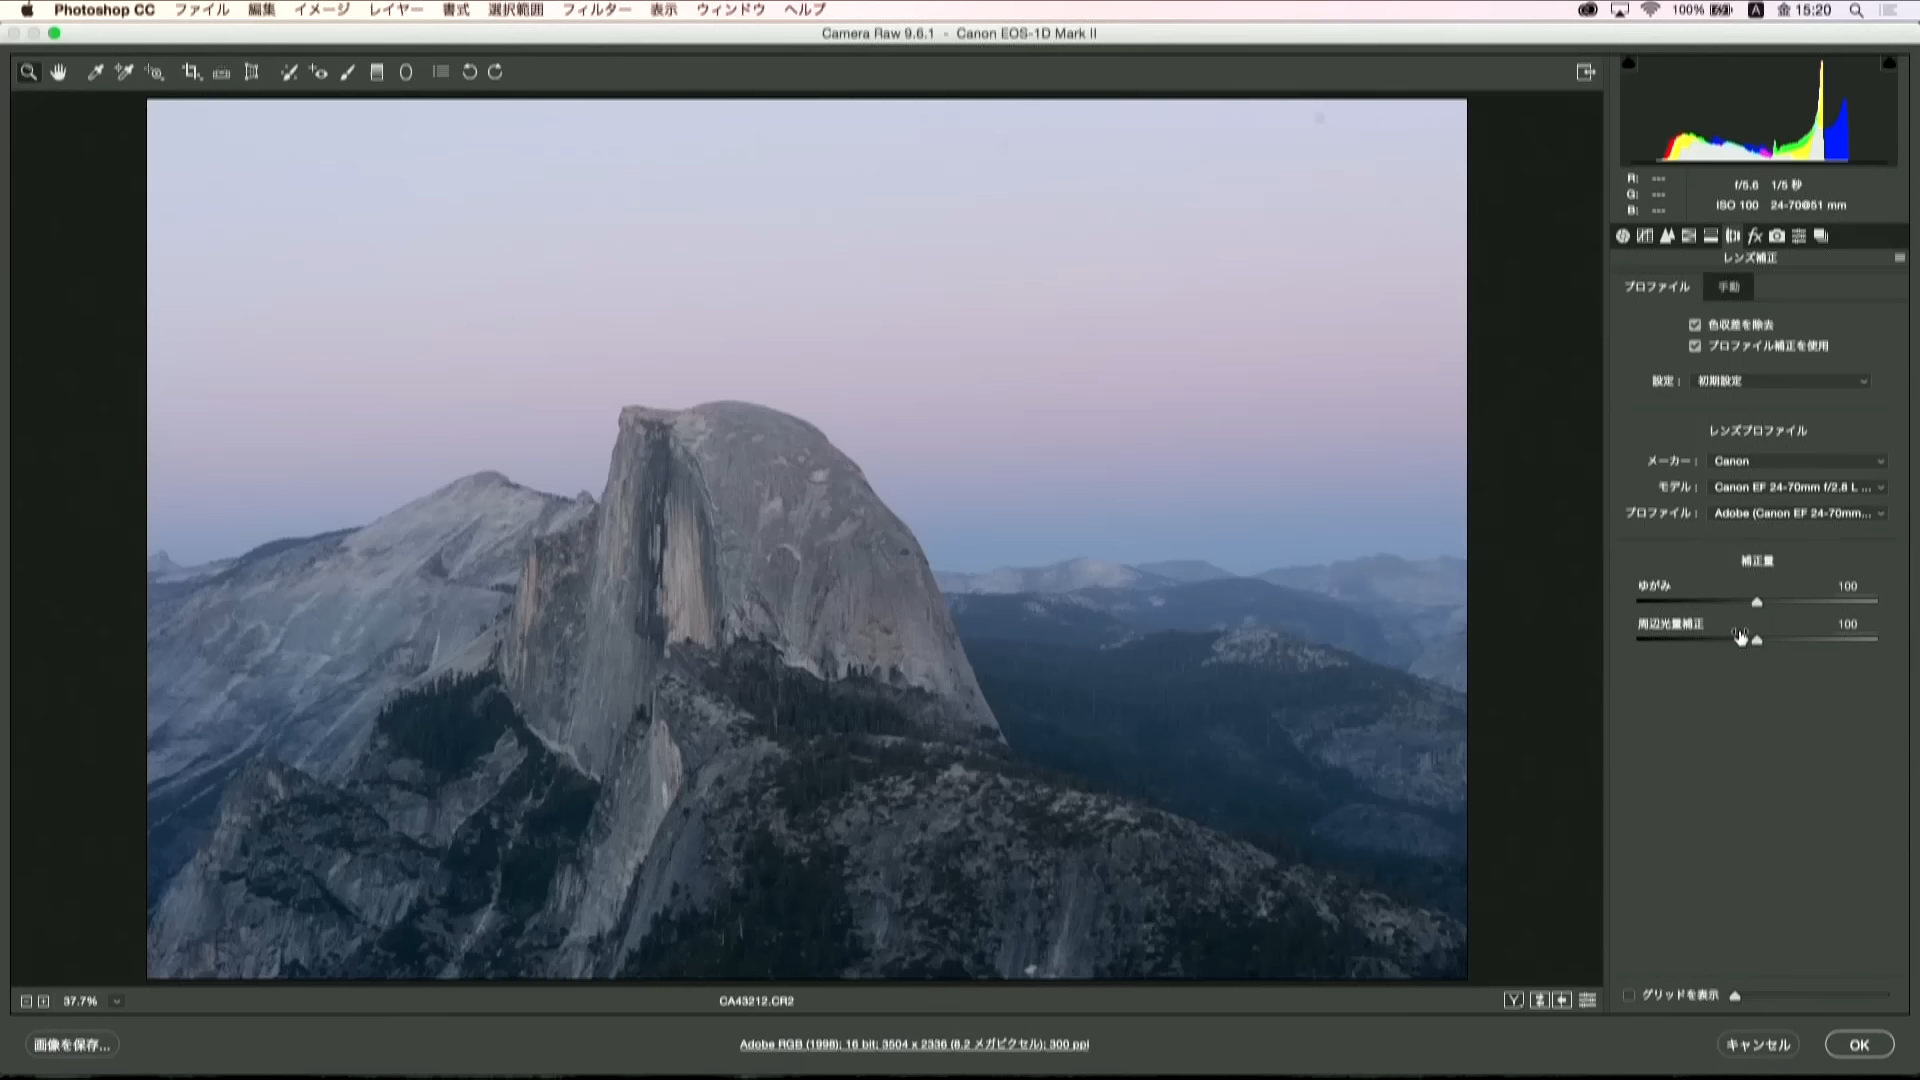 Photoshop CC ファイル 編集 イメージ レイヤー 書式 選択範囲 フィルター 表示 ウィンドウ ヘルプ 100% A 金 15:20
Camera Raw 9.6.1 - Canon EOS-1D Mark II
R: ---
G: ---
B: ---
f/5.6 1/5 秒
ISO 100 24-70@51 mm
fx
レンズ補正
プロファイル 手動
色収差を除去
プロファイル補正を使用
設定: 初期設定
レンズプロファイル
メーカー: Canon
モデル: Canon EF 24-70mm f/2.8 L ...
プロファイル: Adobe (Canon EF 24-70mm...
補正量
ゆがみ 100
周辺光量補正 100
グリッドを表示
37.7%
CA43212.CR2
Y
画像を保存...
Adobe RGB (1998); 16 bit; 3504 x 2336 (8.2 メガピクセル); 300 ppi
キャンセル OK